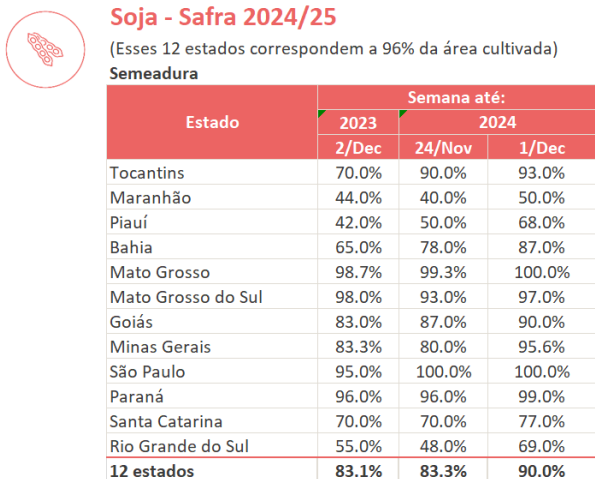 Soja - Safra 2024/25
(Esses 12 estados correspondem a 96% da área cultivada)
Semeadura
Estado Semana até:
2023 2024
2/Dec 24/Nov 1/Dec
Tocantins 70.0% 90.0% 93.0%
Maranhão 44.0% 40.0% 50.0%
Piauí 42.0% 50.0% 68.0%
Bahia 65.0% 78.0% 87.0%
Mato Grosso 98.7% 99.3% 100.0%
Mato Grosso do Sul 98.0% 93.0% 97.0%
Goiás 83.0% 87.0% 90.0%
Minas Gerais 83.3% 80.0% 95.6%
São Paulo 95.0% 100.0% 100.0%
Paraná 96.0% 96.0% 99.0%
Santa Catarina 70.0% 70.0% 77.0%
Rio Grande do Sul 55.0% 48.0% 69.0%
12 estados 83.1% 83.3% 90.0%